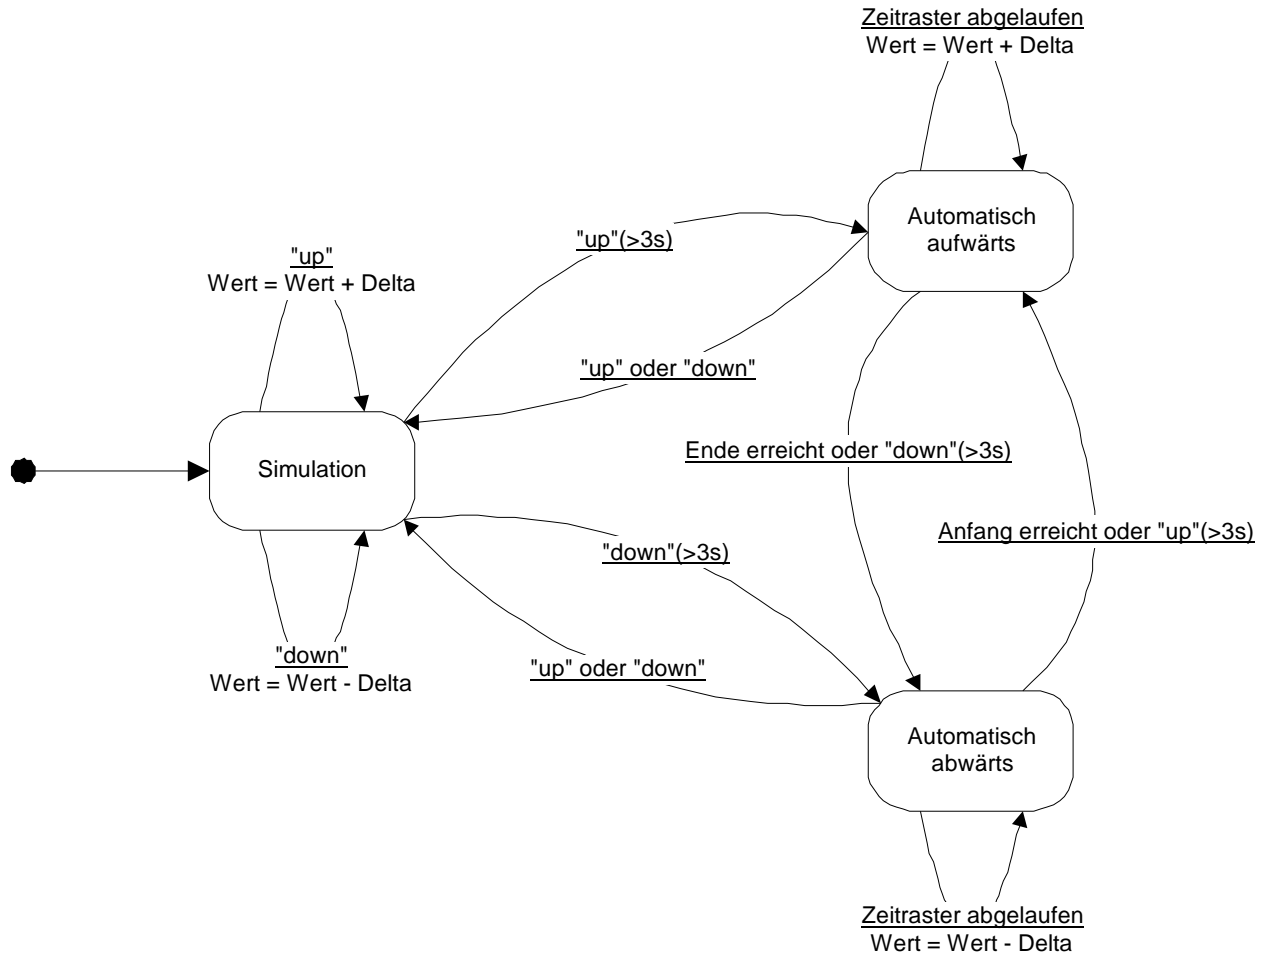 Zeitraster abgelaufen
Wert = Wert + Delta
Automatisch
aufwärts
"up"(>3s)
"up"
Wert = Wert + Delta
"up" oder "down"
Ende erreicht oder "down"(>3s)
Simulation
Anfang erreicht oder "up"(>3s)
"down"(>3s)
"down"
Wert = Wert - Delta
"up" oder "down"
Automatisch
abwärts
Zeitraster abgelaufen
Wert = Wert - Delta